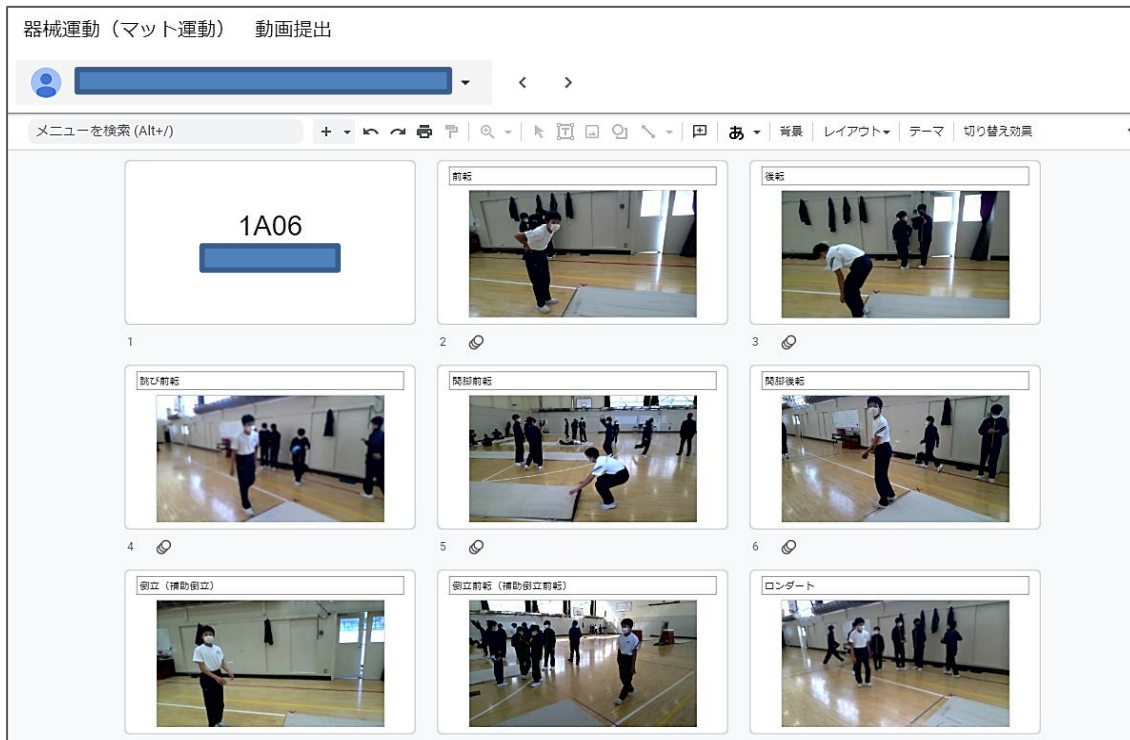 器械運動（マット運動）　動画提出
メニューを検索 (Alt+/)
あ 背景 レイアウト テーマ 切り替え効果
1A06
前転
後転
1
2
3
跳び前転
開脚前転
開脚後転
4
5
6
倒立（補助倒立）
倒立前転（補助倒立前転）
ロンダート